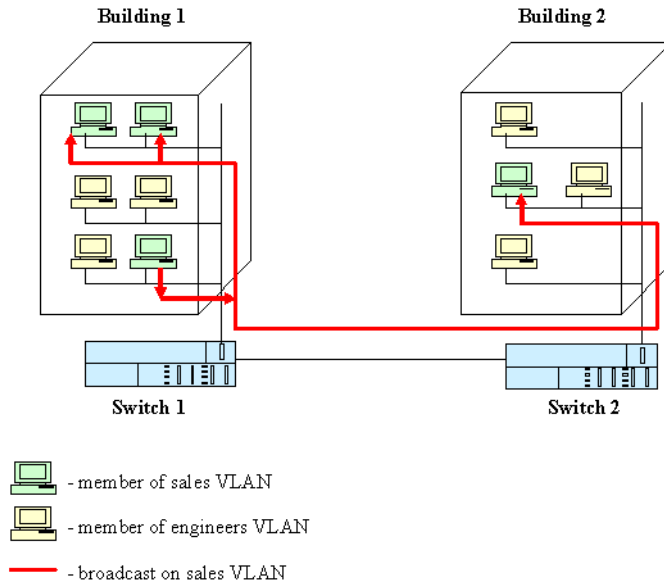 Building 1
Building 2
Switch 1
Switch 2
- member of sales VLAN
- member of engineers VLAN
- broadcast on sales VLAN